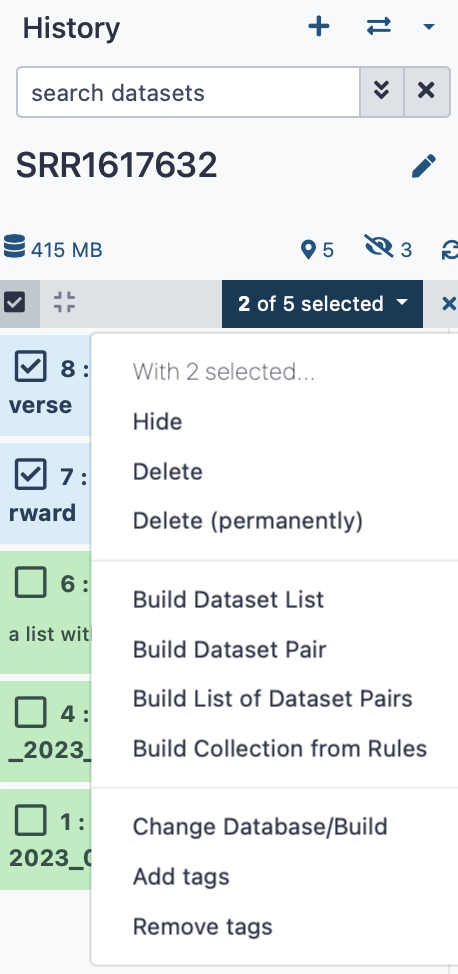 History
search datasets
SRR1617632
415 MB
5
3
2 of 5 selected
8 :
verse
7 :
rward
6 :
a list wit
4 :
_2023_
1 :
2023_0
With 2 selected...
Hide
Delete
Delete (permanently)
Build Dataset List
Build Dataset Pair
Build List of Dataset Pairs
Build Collection from Rules
Change Database/Build
Add tags
Remove tags